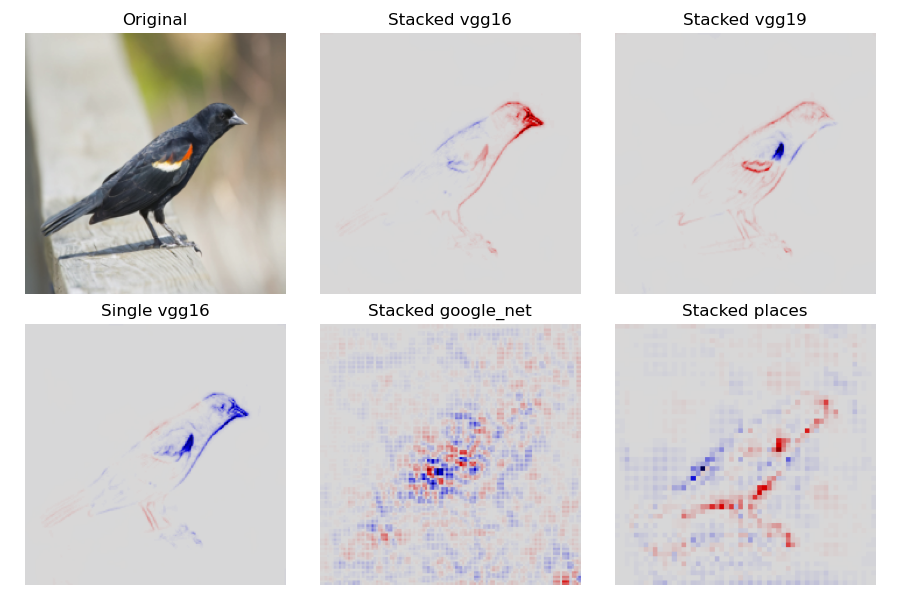 Original
Stacked vgg16
Stacked vgg19
Single vgg16
Stacked google_net
Stacked places